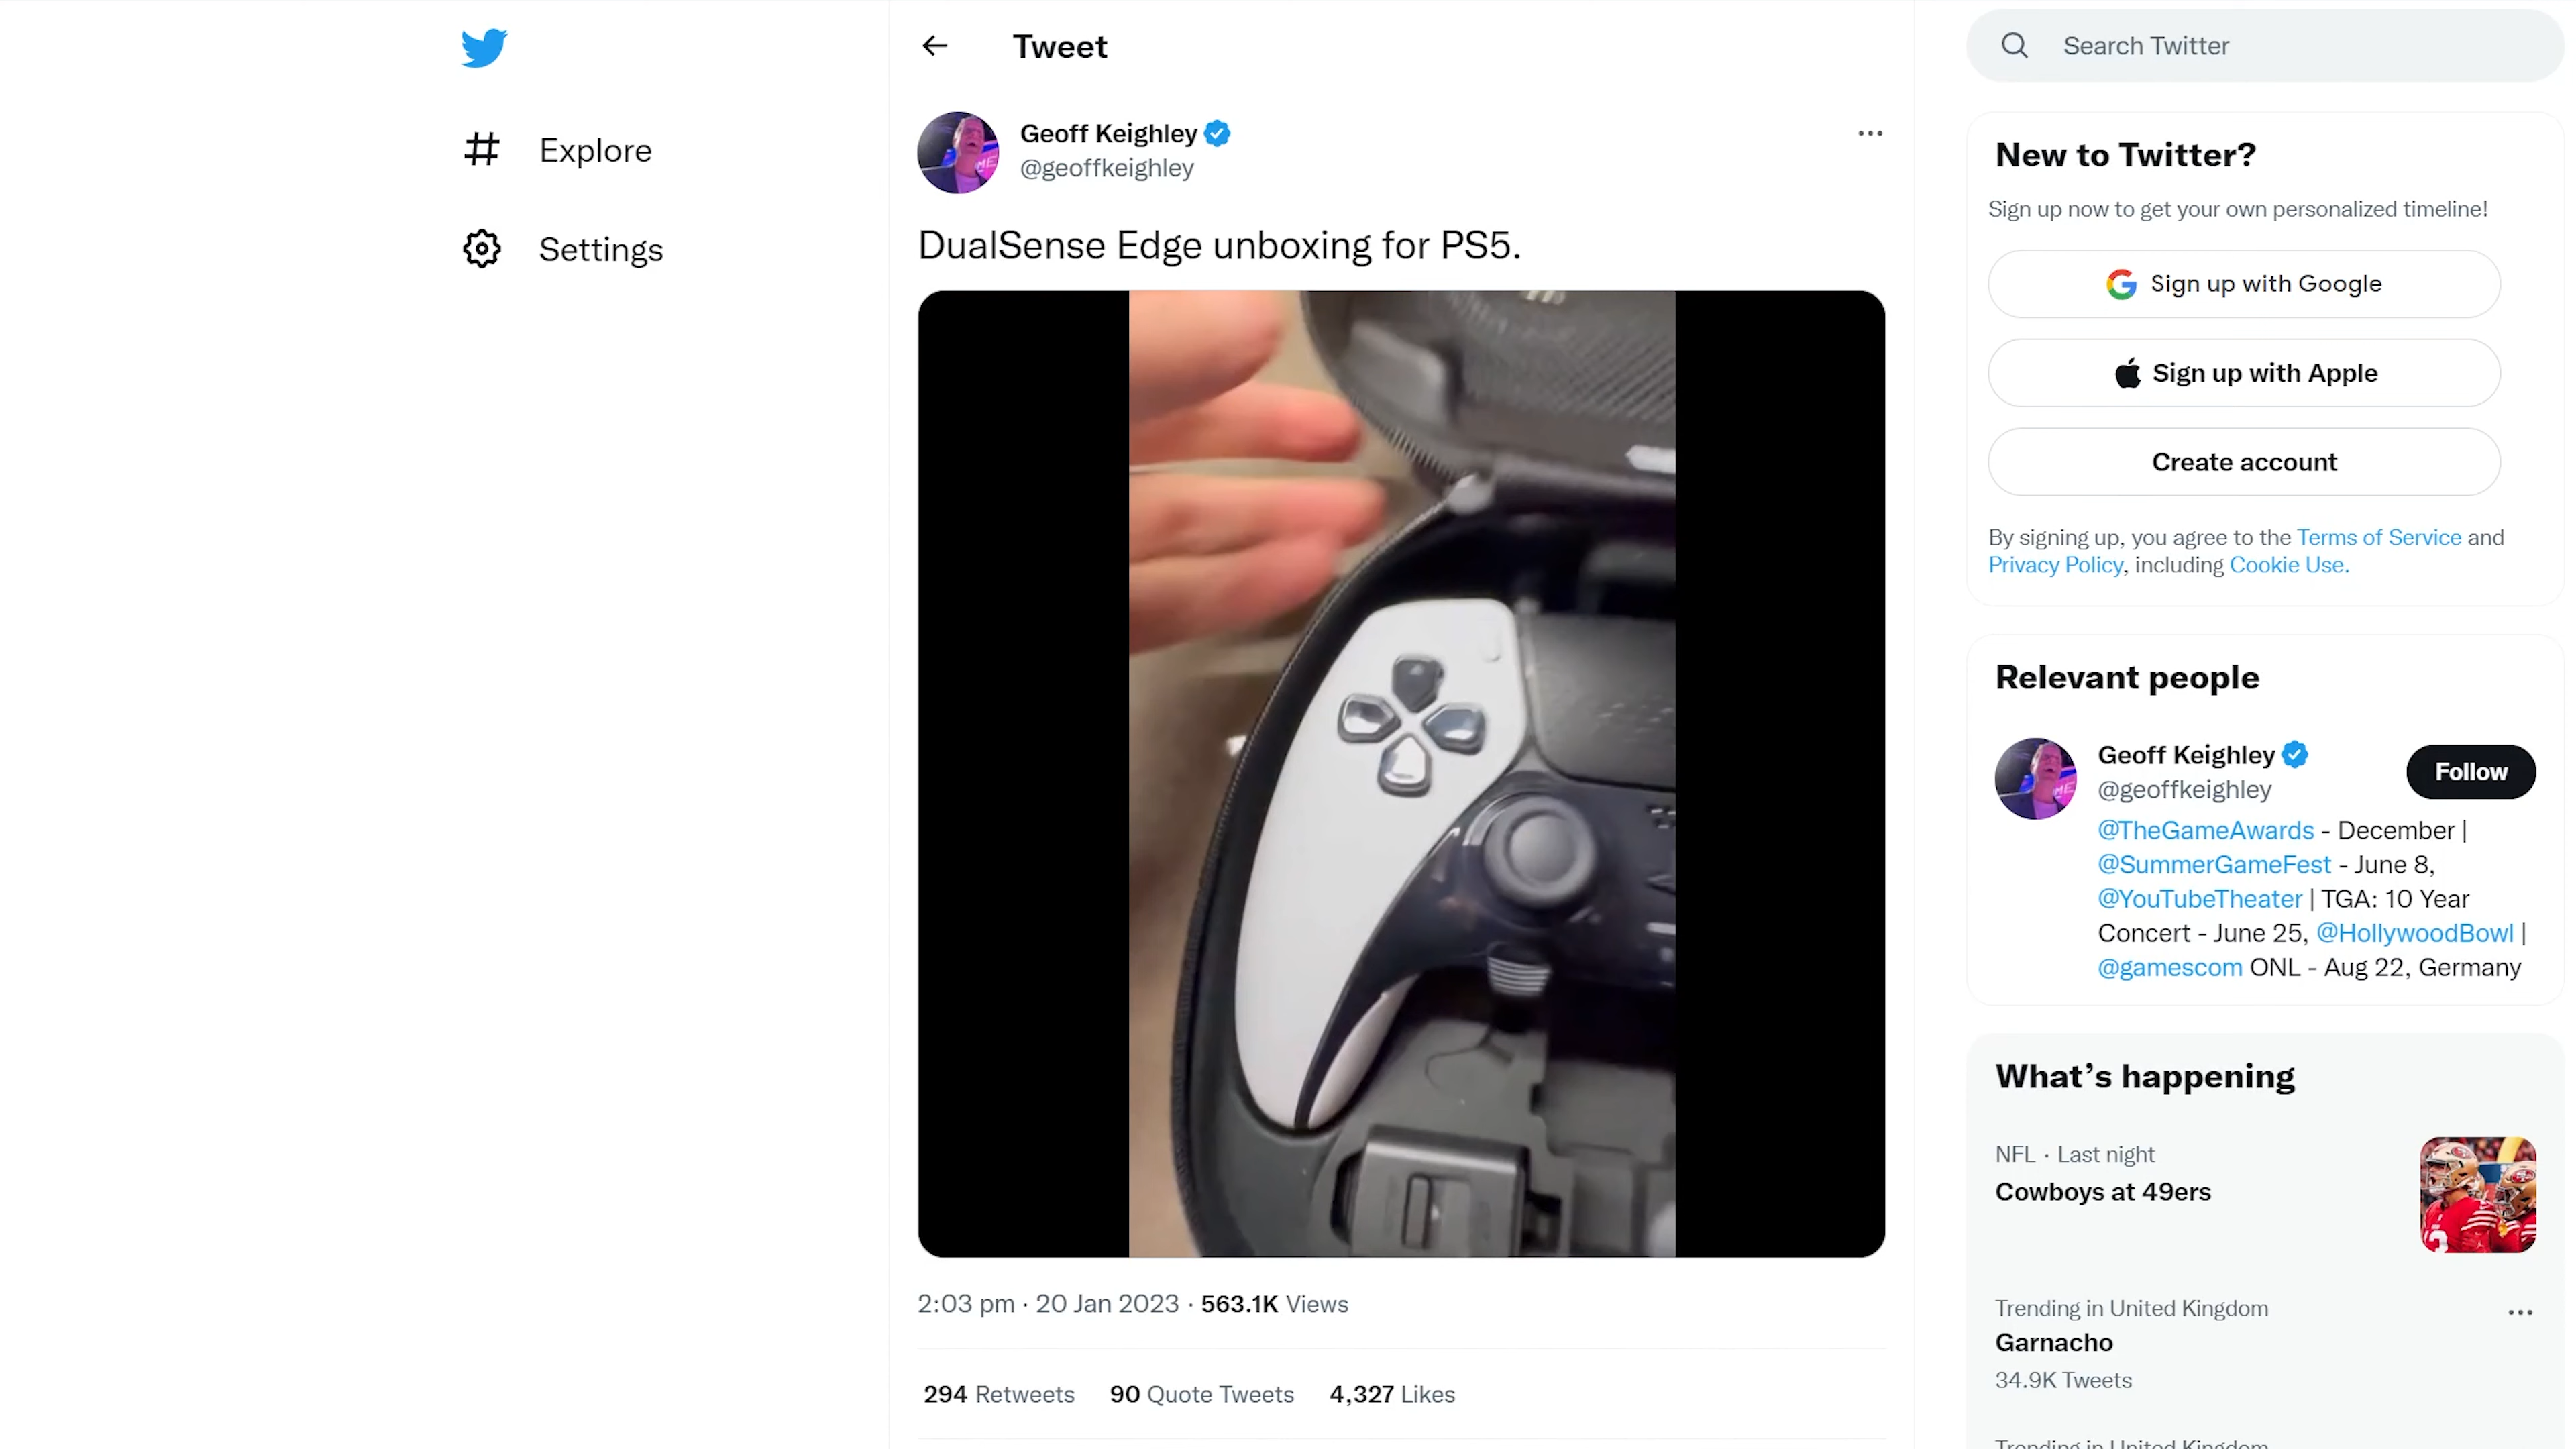 Tweet
Search Twitter
Explore
Settings
Geoff Keighley
@geoffkeighley
DualSense Edge unboxing for PS5.
2:03 pm · 20 Jan 2023 · 563.1K Views
294 Retweets 90 Quote Tweets 4,327 Likes
New to Twitter?
Sign up now to get your own personalized timeline!
Sign up with Google
Sign up with Apple
Create account
By signing up, you agree to the Terms of Service and
Privacy Policy, including Cookie Use.
Relevant people
Geoff Keighley
@geoffkeighley
Follow
@TheGameAwards - December |
@SummerGameFest - June 8,
@YouTubeTheater | TGA: 10 Year
Concert - June 25, @HollywoodBowl |
@gamescom ONL - Aug 22, Germany
What’s happening
NFL · Last night
Cowboys at 49ers
Trending in United Kingdom
Garnacho
34.9K Tweets
Trending in United Kingdom